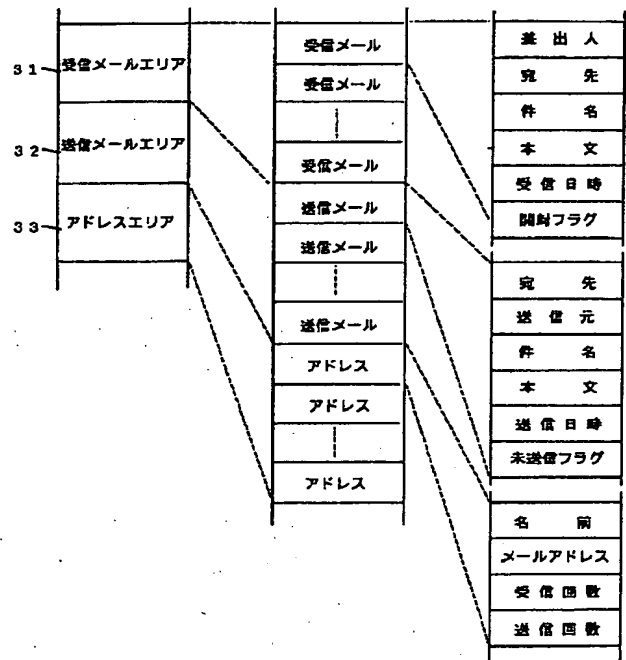 31
受信メールエリア
32
送信メールエリア
33
アドレスエリア
受信メール
受信メール
受信メール
送信メール
送信メール
送信メール
アドレス
アドレス
アドレス
差出人
宛先
件名
本文
受信日時
開封フラグ
宛先
送信元
件名
本文
送信日時
未送信フラグ
名前
メールアドレス
受信回数
送信回数